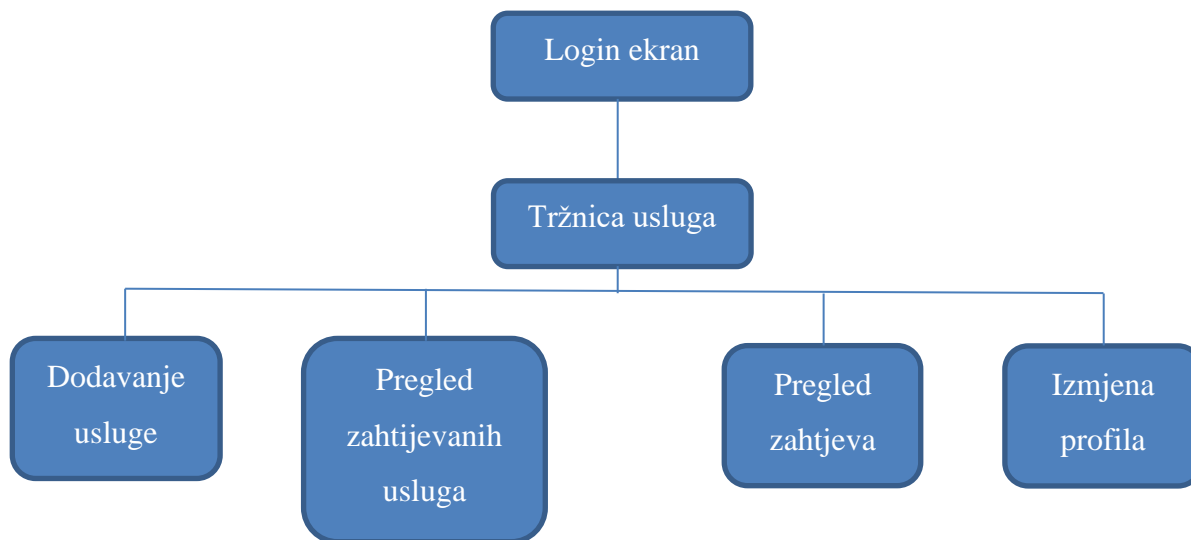 Login ekran
Tržnica usluga
Dodavanje
usluge
Pregled
zahtijevanih
usluga
Pregled
zahtjeva
Izmjena
profila